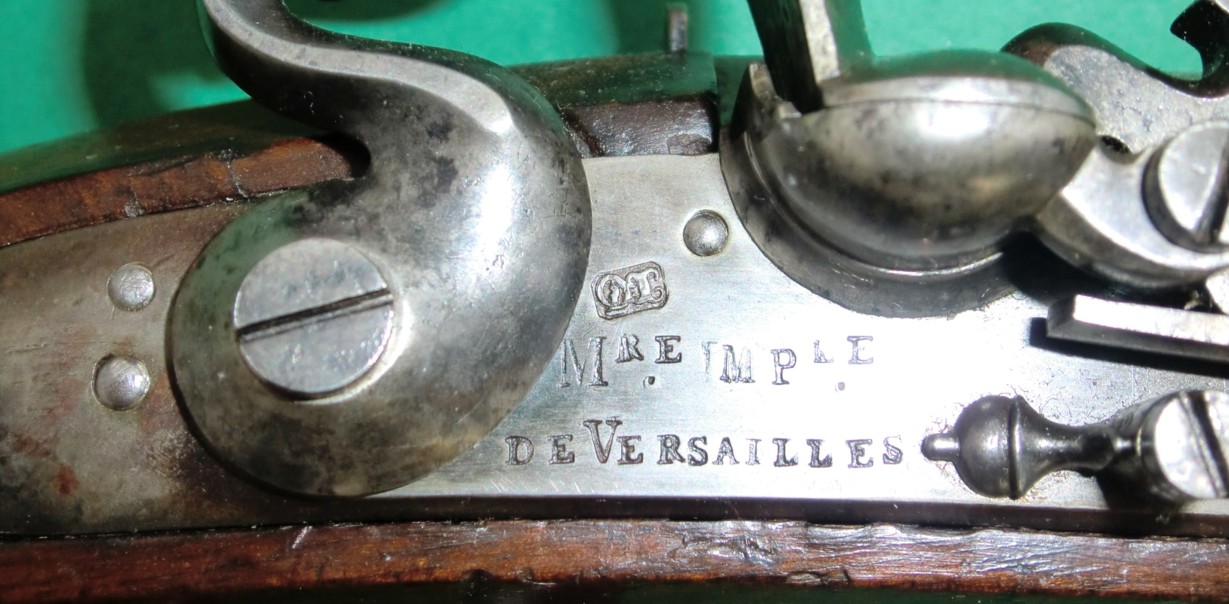 Mᴿᴱ IMPᴸᴱ
DE VERSAILLES